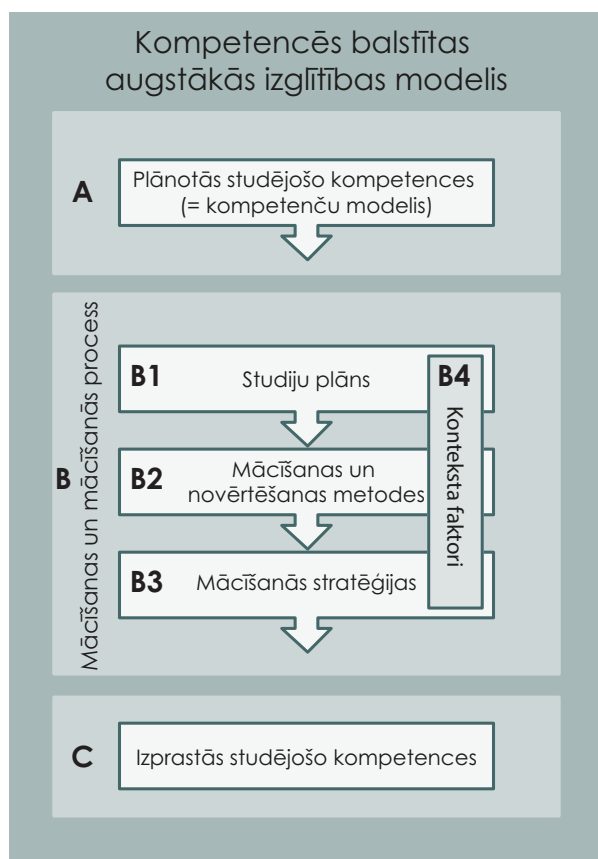 Kompetencēs balstītas
augstākās izglītības modelis
A
Plānotās studējošo kompetences
(= kompetenču modelis)
B
Mācīšanas un mācīšanās process
B1
Studiju plāns
B4
Konteksta faktori
B2
Mācīšanas un
novērtēšanas metodes
B3
Mācīšanās stratēģijas
C
Izprastās studējošo kompetences